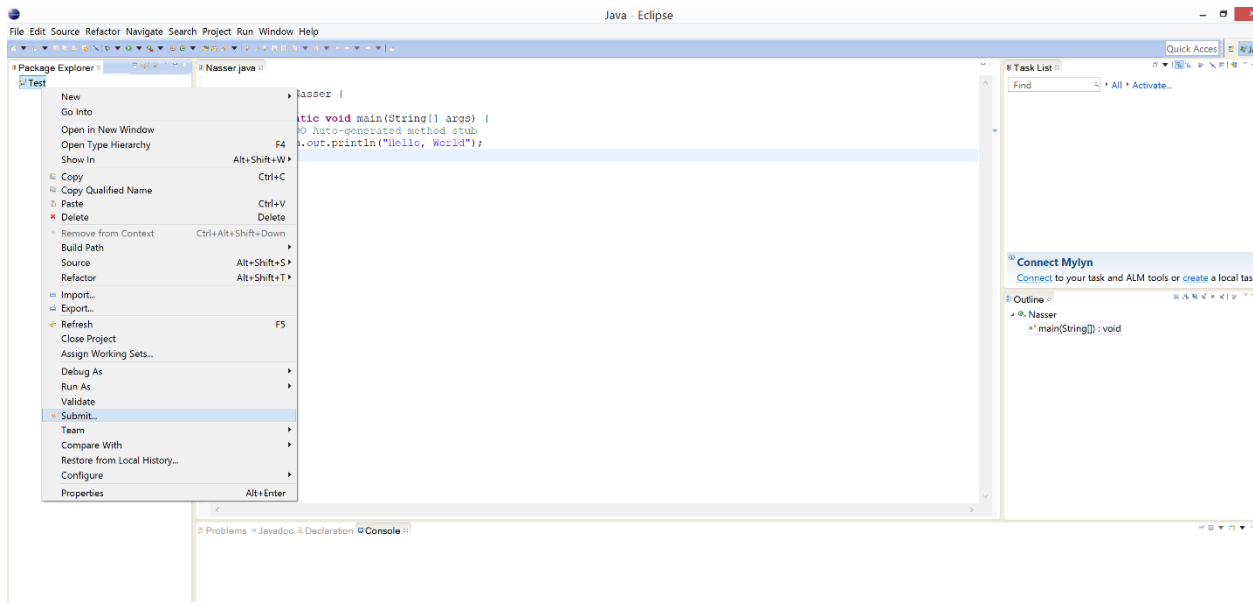 Java - Eclipse
File Edit Source Refactor Navigate Search Project Run Window Help
Quick Acces
Package Explorer
Test
New
Go Into
Open in New Window
Open Type Hierarchy F4
Show In Alt+Shift+W
Copy Ctrl+C
Copy Qualified Name
Paste Ctrl+V
Delete Delete
Remove from Context Ctrl+Alt+Shift+Down
Build Path
Source Alt+Shift+S
Refactor Alt+Shift+T
Import...
Export...
Refresh F5
Close Project
Assign Working Sets...
Debug As
Run As
Validate
Submit...
Team
Compare With
Restore from Local History...
Configure
Properties Alt+Enter
Nasser.java
Nasser {
tic void main(String[] args) {
DO Auto-generated method stub
.out.println("Hello, World");
Problems Javadoc Declaration Console
Task List
Find All Activate...
Connect Mylyn
Connect to your task and ALM tools or create a local tas
Outline
Nasser
main(String[]) : void